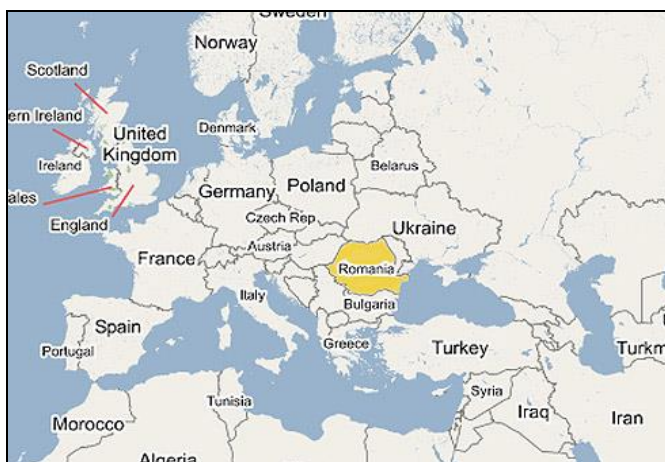 Sweden
Norway
Scotland
ern Ireland
United
Kingdom
Denmark
Ireland
Belarus
ales
Germany
Poland
England
Czech Rep
Ukraine
Austria
France
Romania
Italy
Bulgaria
Spain
Portugal
Greece
Turkey
Turkm
Syria
Tunisia
Morocco
Iraq
Iran
Algeria